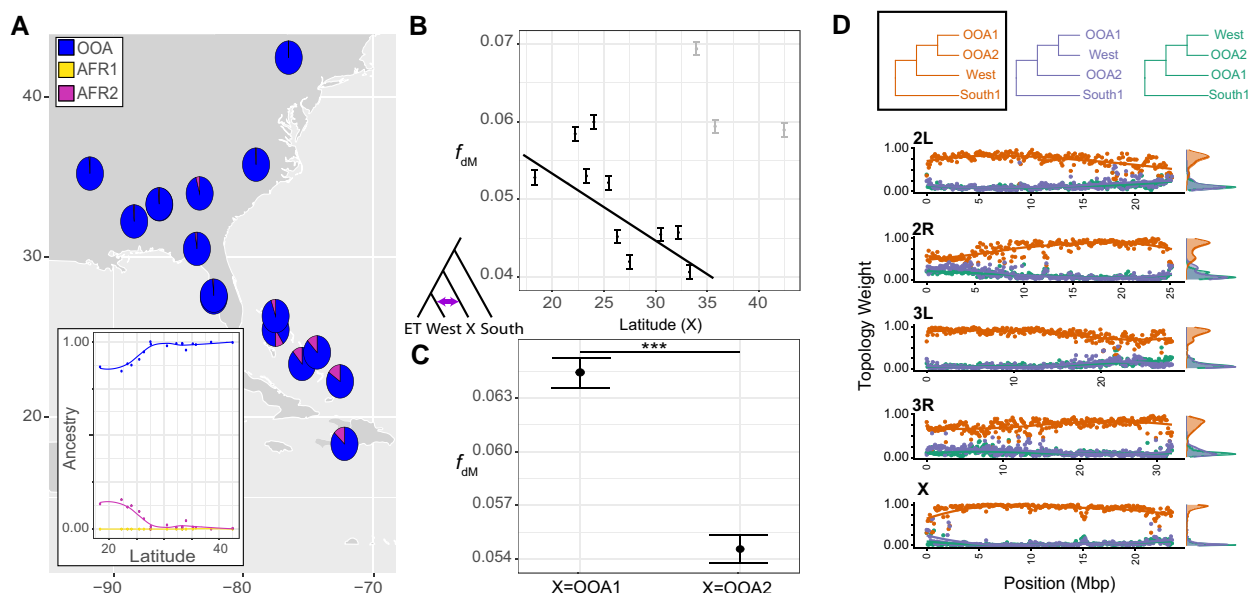 A
OOA
AFR1
AFR2
40
30
20
−90
−80
−70
Ancestry
1.00
0.00
20
30
40
Latitude
B
0.07
0.06
fdM
0.05
0.04
20
25
30
35
40
Latitude (X)
ET West X South
C
***
0.063
0.060
fdM
0.057
0.054
X=OOA1
X=OOA2
D
OOA1
OOA2
West
South1
OOA1
West
OOA2
South1
West
OOA2
OOA1
South1
Topology Weight
2L
1.00
0.00
0
5
10
15
20
2R
1.00
0.00
0
5
10
15
20
25
3L
1.00
0.00
0
10
20
3R
1.00
0.00
0
10
20
30
X
1.00
0.00
0
5
10
15
20
Position (Mbp)